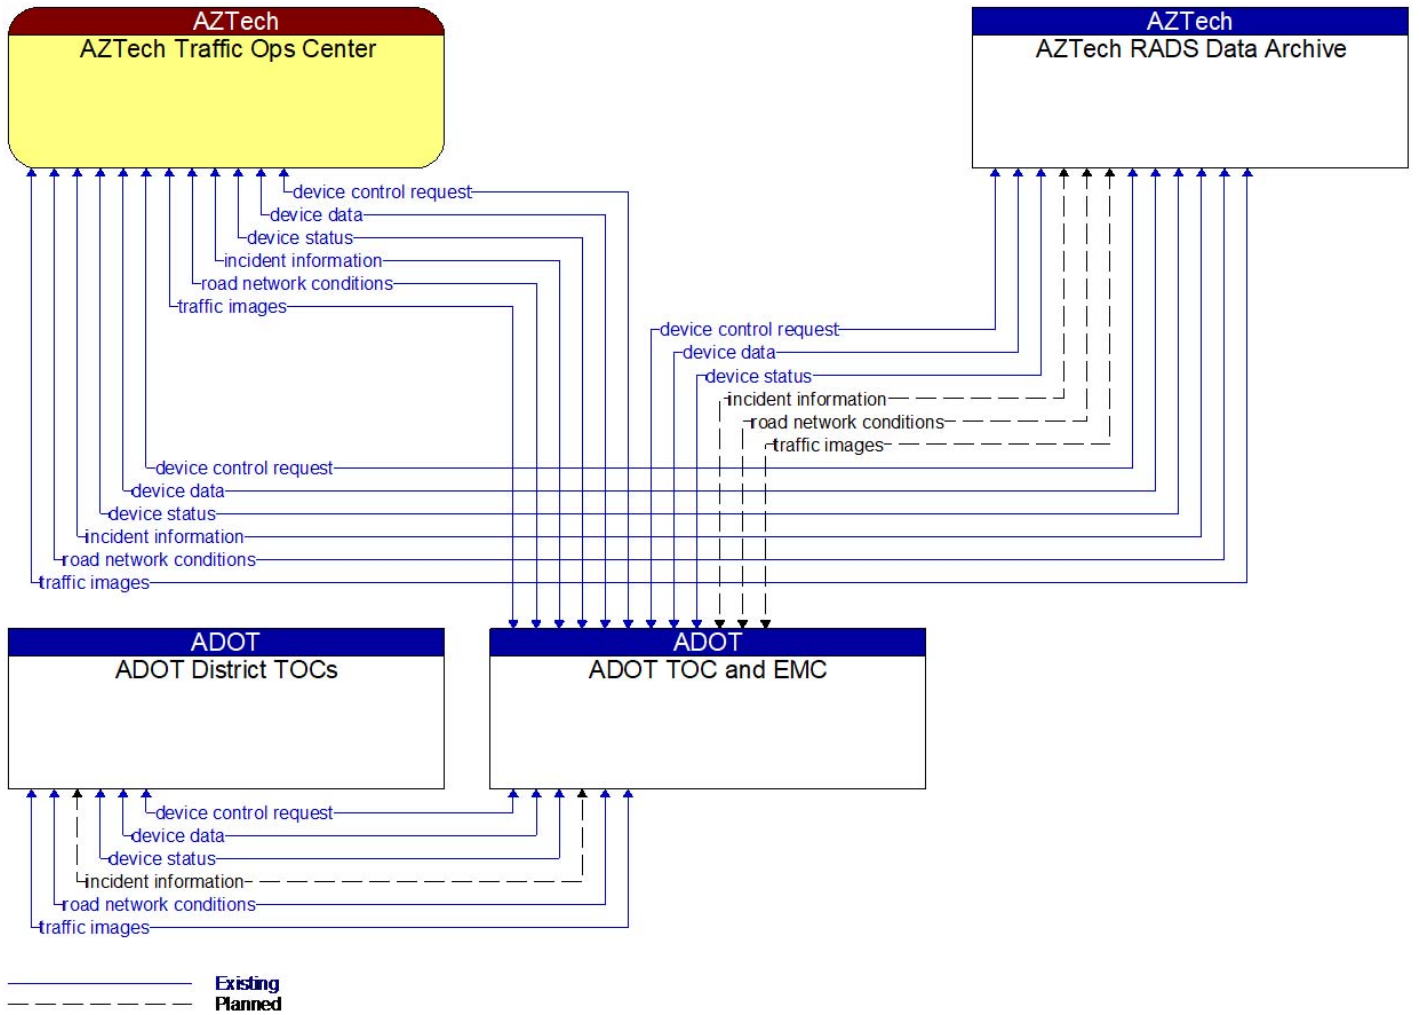 AZTech
AZTech Traffic Ops Center
AZTech
AZTech RADS Data Archive
device control request
device data
device status
incident information
road network conditions
traffic images
device control request
device data
device status
incident information
road network conditions
traffic images
device control request
device data
device status
incident information
road network conditions
traffic images
ADOT
ADOT District TOCs
ADOT
ADOT TOC and EMC
device control request
device data
device status
incident information
road network conditions
traffic images
Existing
Planned